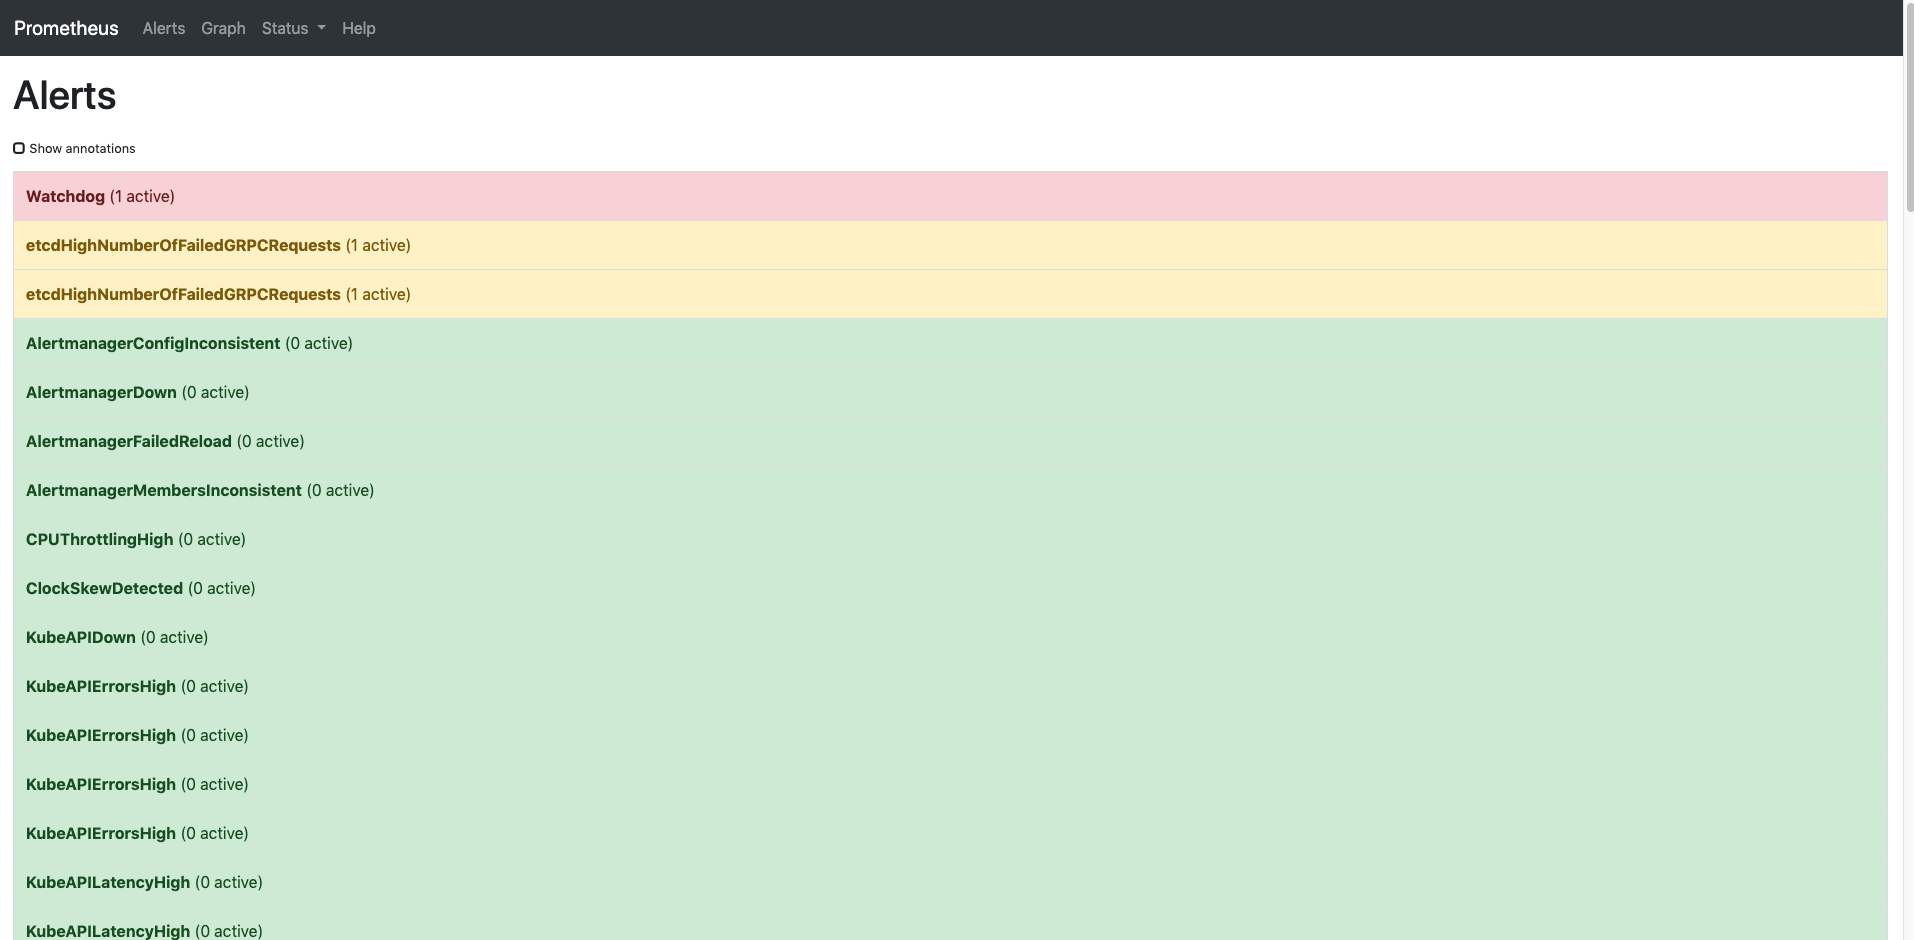 Prometheus Alerts Graph Status Help
Alerts
Show annotations
Watchdog (1 active)
etcdHighNumberOfFailedGRPCRequests (1 active)
etcdHighNumberOfFailedGRPCRequests (1 active)
AlertmanagerConfigInconsistent (0 active)
AlertmanagerDown (0 active)
AlertmanagerFailedReload (0 active)
AlertmanagerMembersInconsistent (0 active)
CPUThrottlingHigh (0 active)
ClockSkewDetected (0 active)
KubeAPIDown (0 active)
KubeAPIErrorsHigh (0 active)
KubeAPIErrorsHigh (0 active)
KubeAPIErrorsHigh (0 active)
KubeAPIErrorsHigh (0 active)
KubeAPILatencyHigh (0 active)
KubeAPILatencyHigh (0 active)